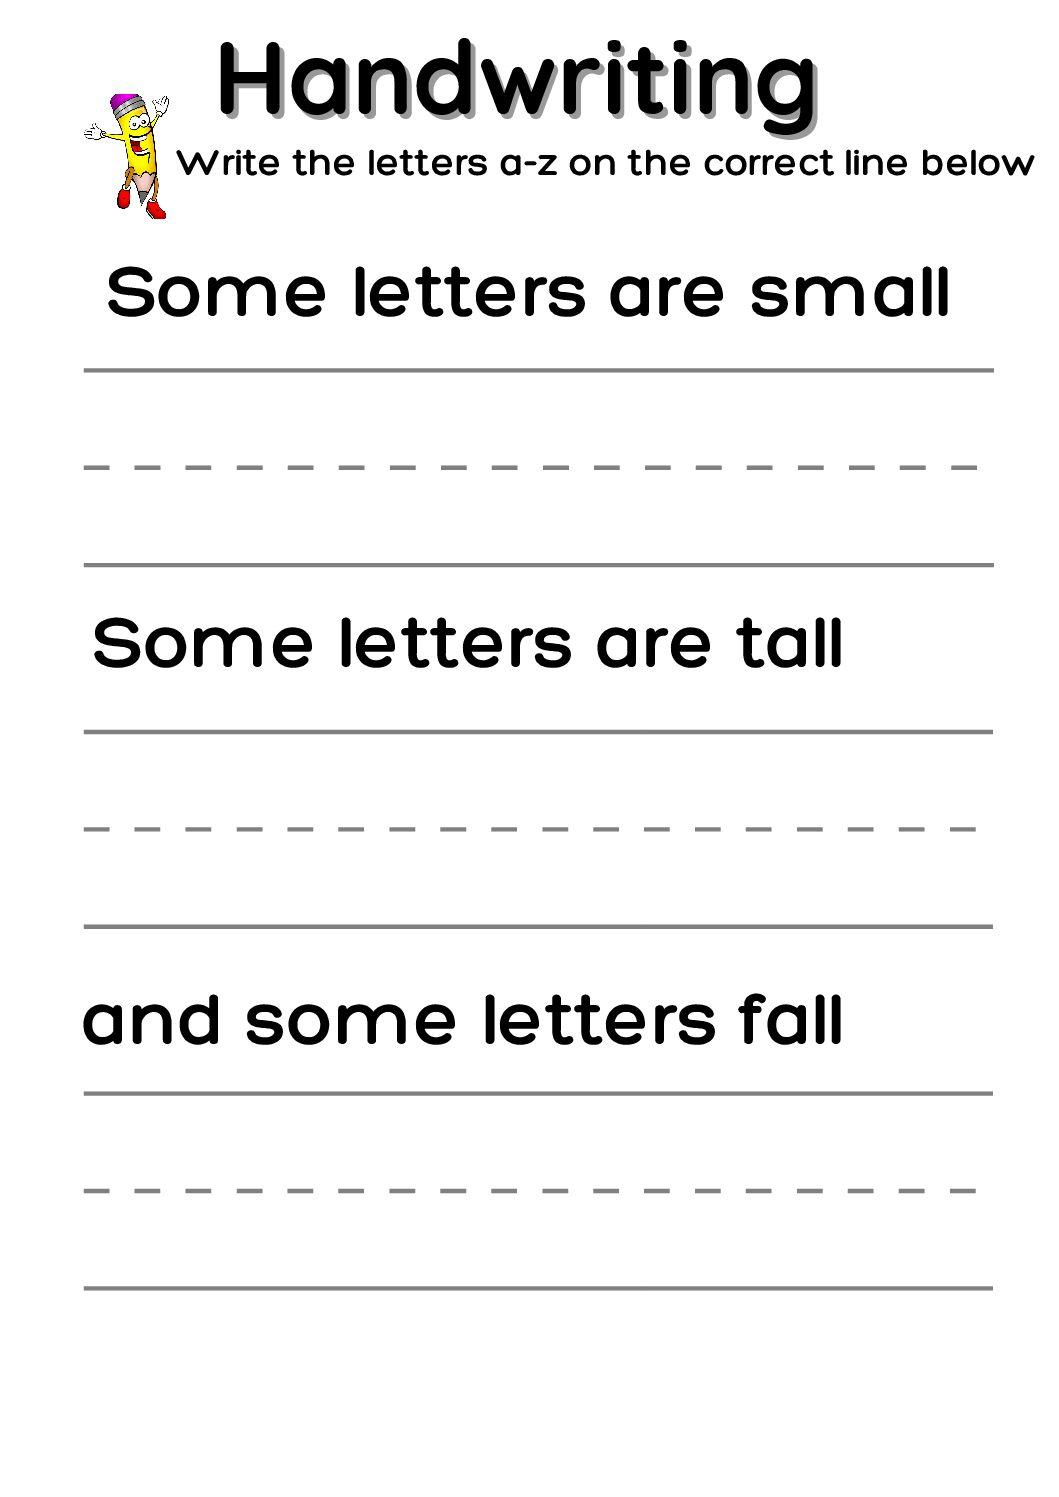 Handwriting
Write the letters a-z on the correct line below
Some letters are small
Some letters are tall
and some letters fall